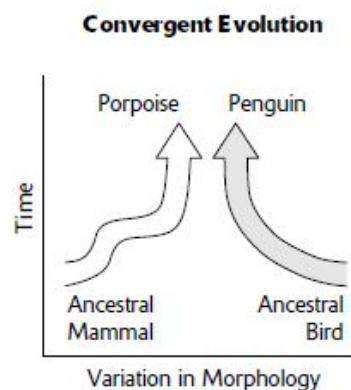 Convergent Evolution
Porpoise
Penguin
Time
Ancestral
Mammal
Ancestral
Bird
Variation in Morphology